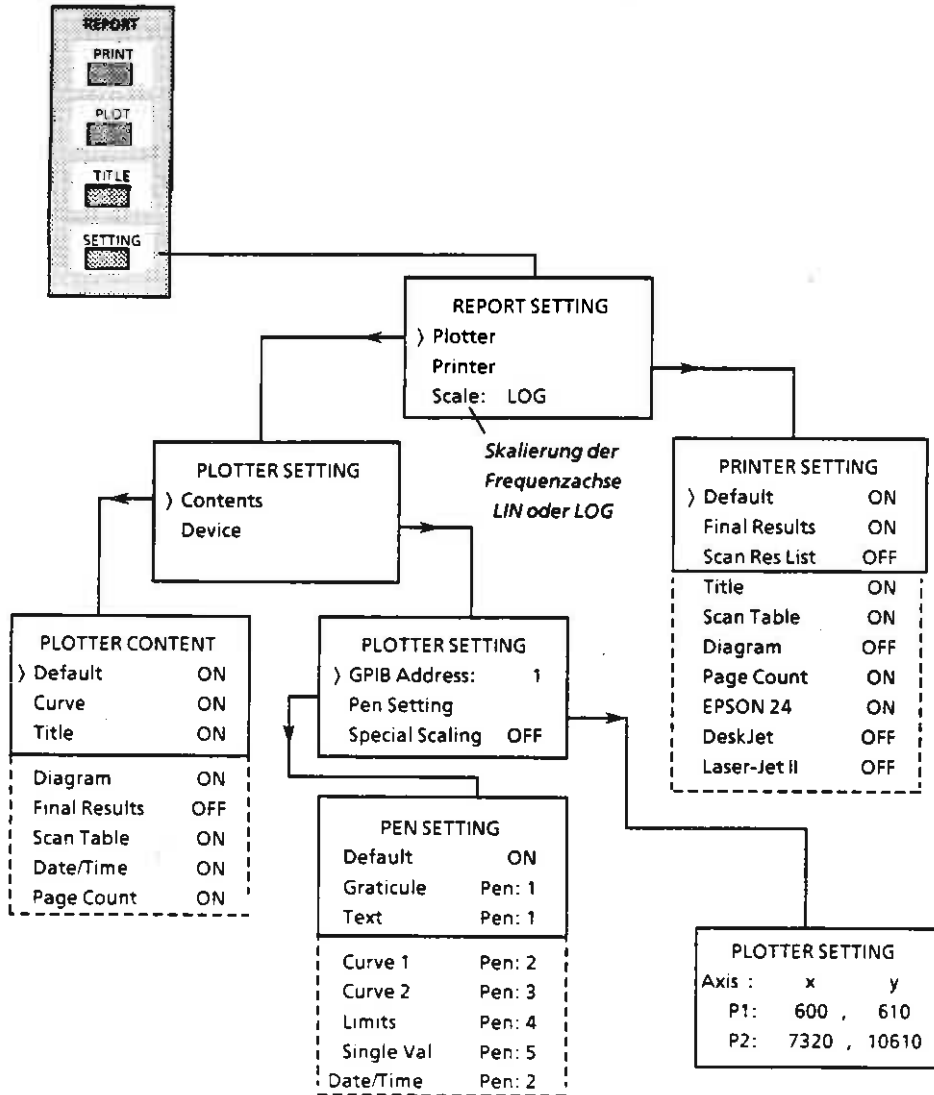 REPORT
PRINT
PLOT
TITLE
SETTING
REPORT SETTING
〉 Plotter
Printer
Scale: LOG
Skalierung der
Frequenzachse
LIN oder LOG
PLOTTER SETTING
〉 Contents
Device
PRINTER SETTING
〉 Default ON
Final Results ON
Scan Res List OFF
Title ON
Scan Table ON
Diagram OFF
Page Count ON
EPSON 24 ON
DeskJet OFF
Laser-Jet II OFF
PLOTTER CONTENT
〉 Default ON
Curve ON
Title ON
Diagram ON
Final Results OFF
Scan Table ON
Date/Time ON
Page Count ON
PLOTTER SETTING
〉 GPIB Address: 1
Pen Setting
Special Scaling OFF
PEN SETTING
Default ON
Graticule Pen: 1
Text Pen: 1
Curve 1 Pen: 2
Curve 2 Pen: 3
Limits Pen: 4
Single Val Pen: 5
Date/Time Pen: 2
PLOTTER SETTING
Axis : x y
P1: 600 , 610
P2: 7320 , 10610